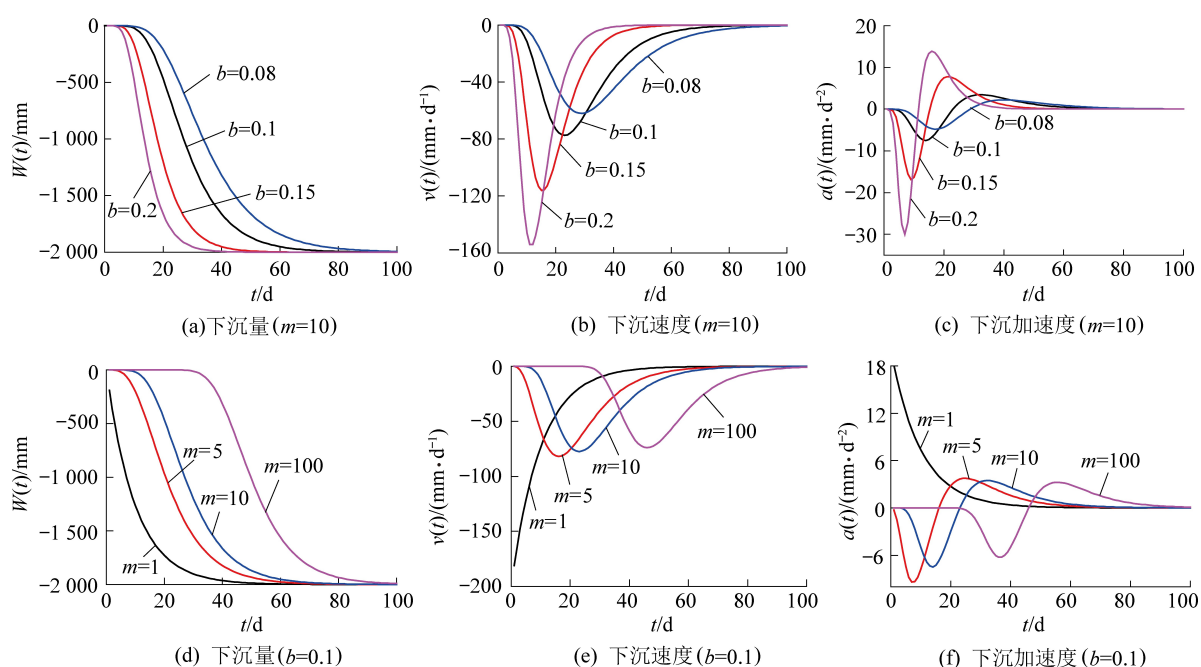 0
−500
−1 000
−1 500
−2 000
W(t)/mm
b=0.08
b=0.1
b=0.15
b=0.2
0 20 40 60 80 100
t/d
(a)下沉量(m=10)
0
−40
−80
−120
−160
v(t)/(mm·d⁻¹)
b=0.08
b=0.1
b=0.15
b=0.2
0 20 40 60 80 100
t/d
(b) 下沉速度(m=10)
20
10
0
−10
−20
−30
a(t)/(mm·d⁻²)
b=0.08
b=0.1
b=0.15
b=0.2
0 20 40 60 80 100
t/d
(c) 下沉加速度(m=10)
0
−500
−1 000
−1 500
−2 000
W(t)/mm
m=5
m=100
m=10
m=1
0 20 40 60 80 100
t/d
(d) 下沉量(b=0.1)
0
−50
−100
−150
−200
v(t)/(mm·d⁻¹)
m=100
m=10
m=5
m=1
0 20 40 60 80 100
t/d
(e) 下沉速度(b=0.1)
18
12
6
0
−6
a(t)/(mm·d⁻²)
m=1
m=5
m=10
m=100
0 20 40 60 80 100
t/d
(f) 下沉加速度(b=0.1)